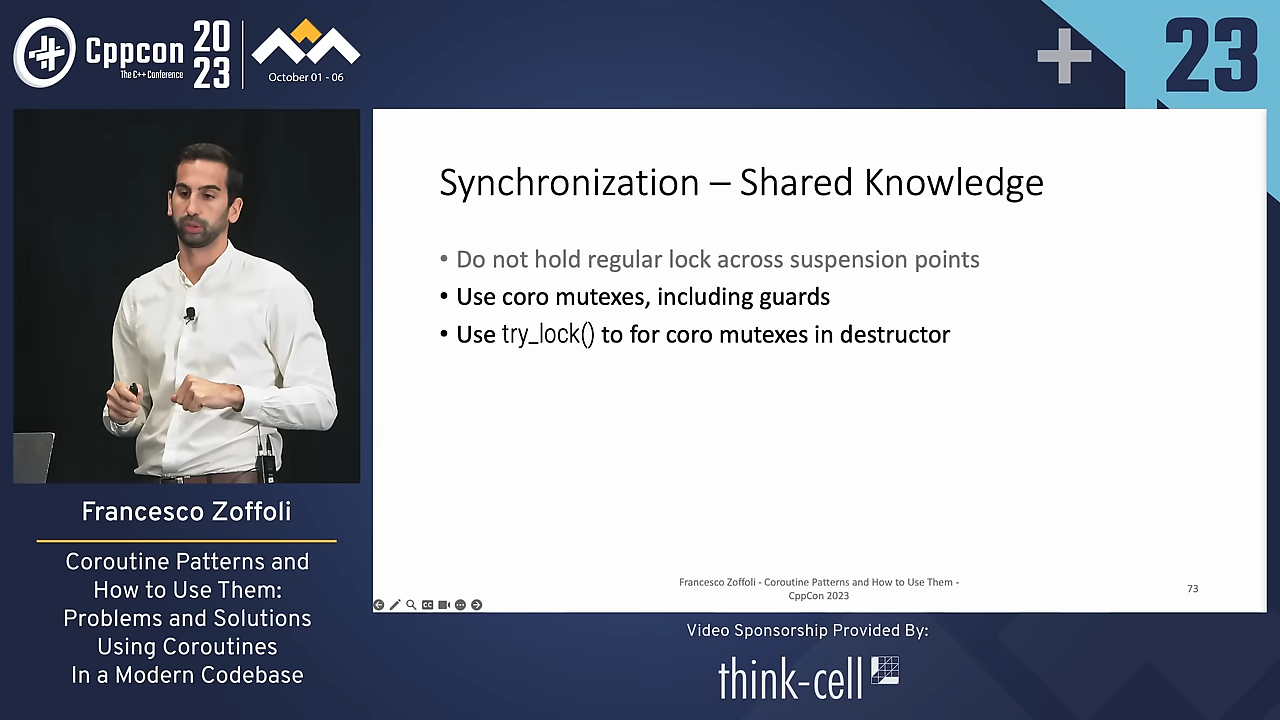 Cppcon
The C++ Conference
20
23
October 01 - 06
23
Synchronization – Shared Knowledge
• Do not hold regular lock across suspension points
• Use coro mutexes, including guards
• Use try_lock() to for coro mutexes in destructor
Francesco Zoffoli - Coroutine Patterns and How to Use Them -
CppCon 2023
73
Francesco Zoffoli
Coroutine Patterns and
How to Use Them:
Problems and Solutions
Using Coroutines
In a Modern Codebase
Video Sponsorship Provided By:
think-cell